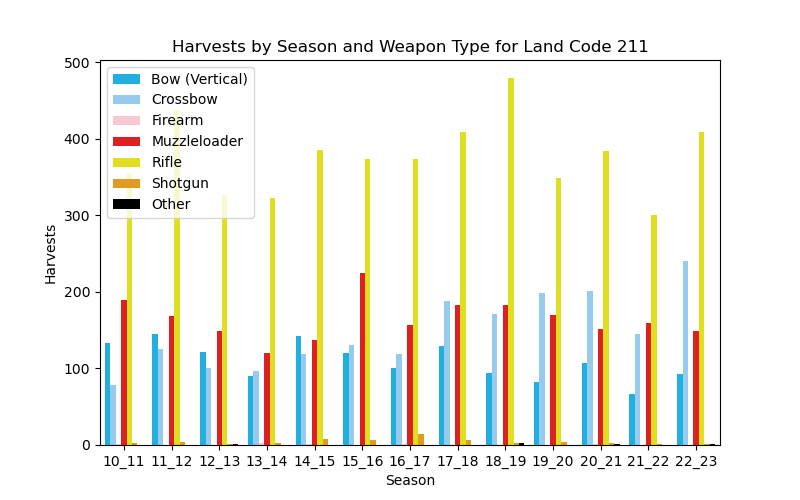 Harvests by Season and Weapon Type for Land Code 211
500
400
300
200
100
0
Harvests
Bow (Vertical)
Crossbow
Firearm
Muzzleloader
Rifle
Shotgun
Other
10_11 11_12 12_13 13_14 14_15 15_16 16_17 17_18 18_19 19_20 20_21 21_22 22_23
Season